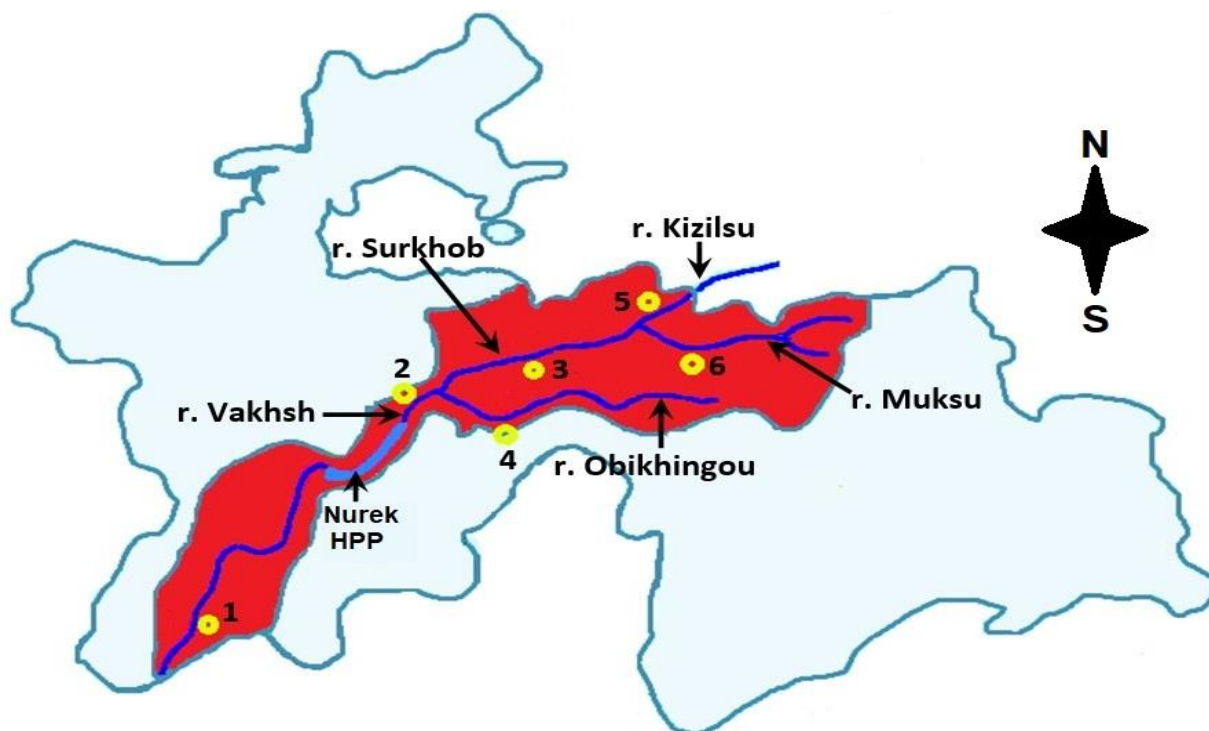 N
r. Kizilsu
r. Surkhob
5
S
2
3
6
r. Vakhsh
r. Muksu
4
r. Obikhingou
Nurek
HPP
1